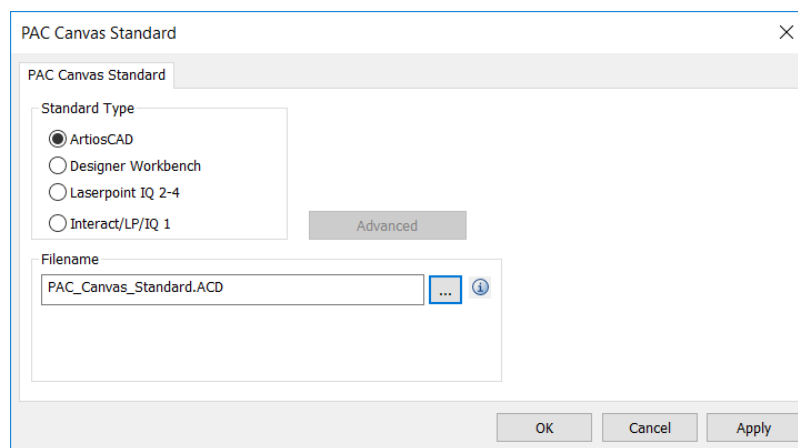 PAC Canvas Standard
PAC Canvas Standard
Standard Type
ArtiosCAD
Designer Workbench
Laserpoint IQ 2-4
Interact/LP/IQ 1
Advanced
Filename
PAC_Canvas_Standard.ACD
...
i
OK Cancel Apply